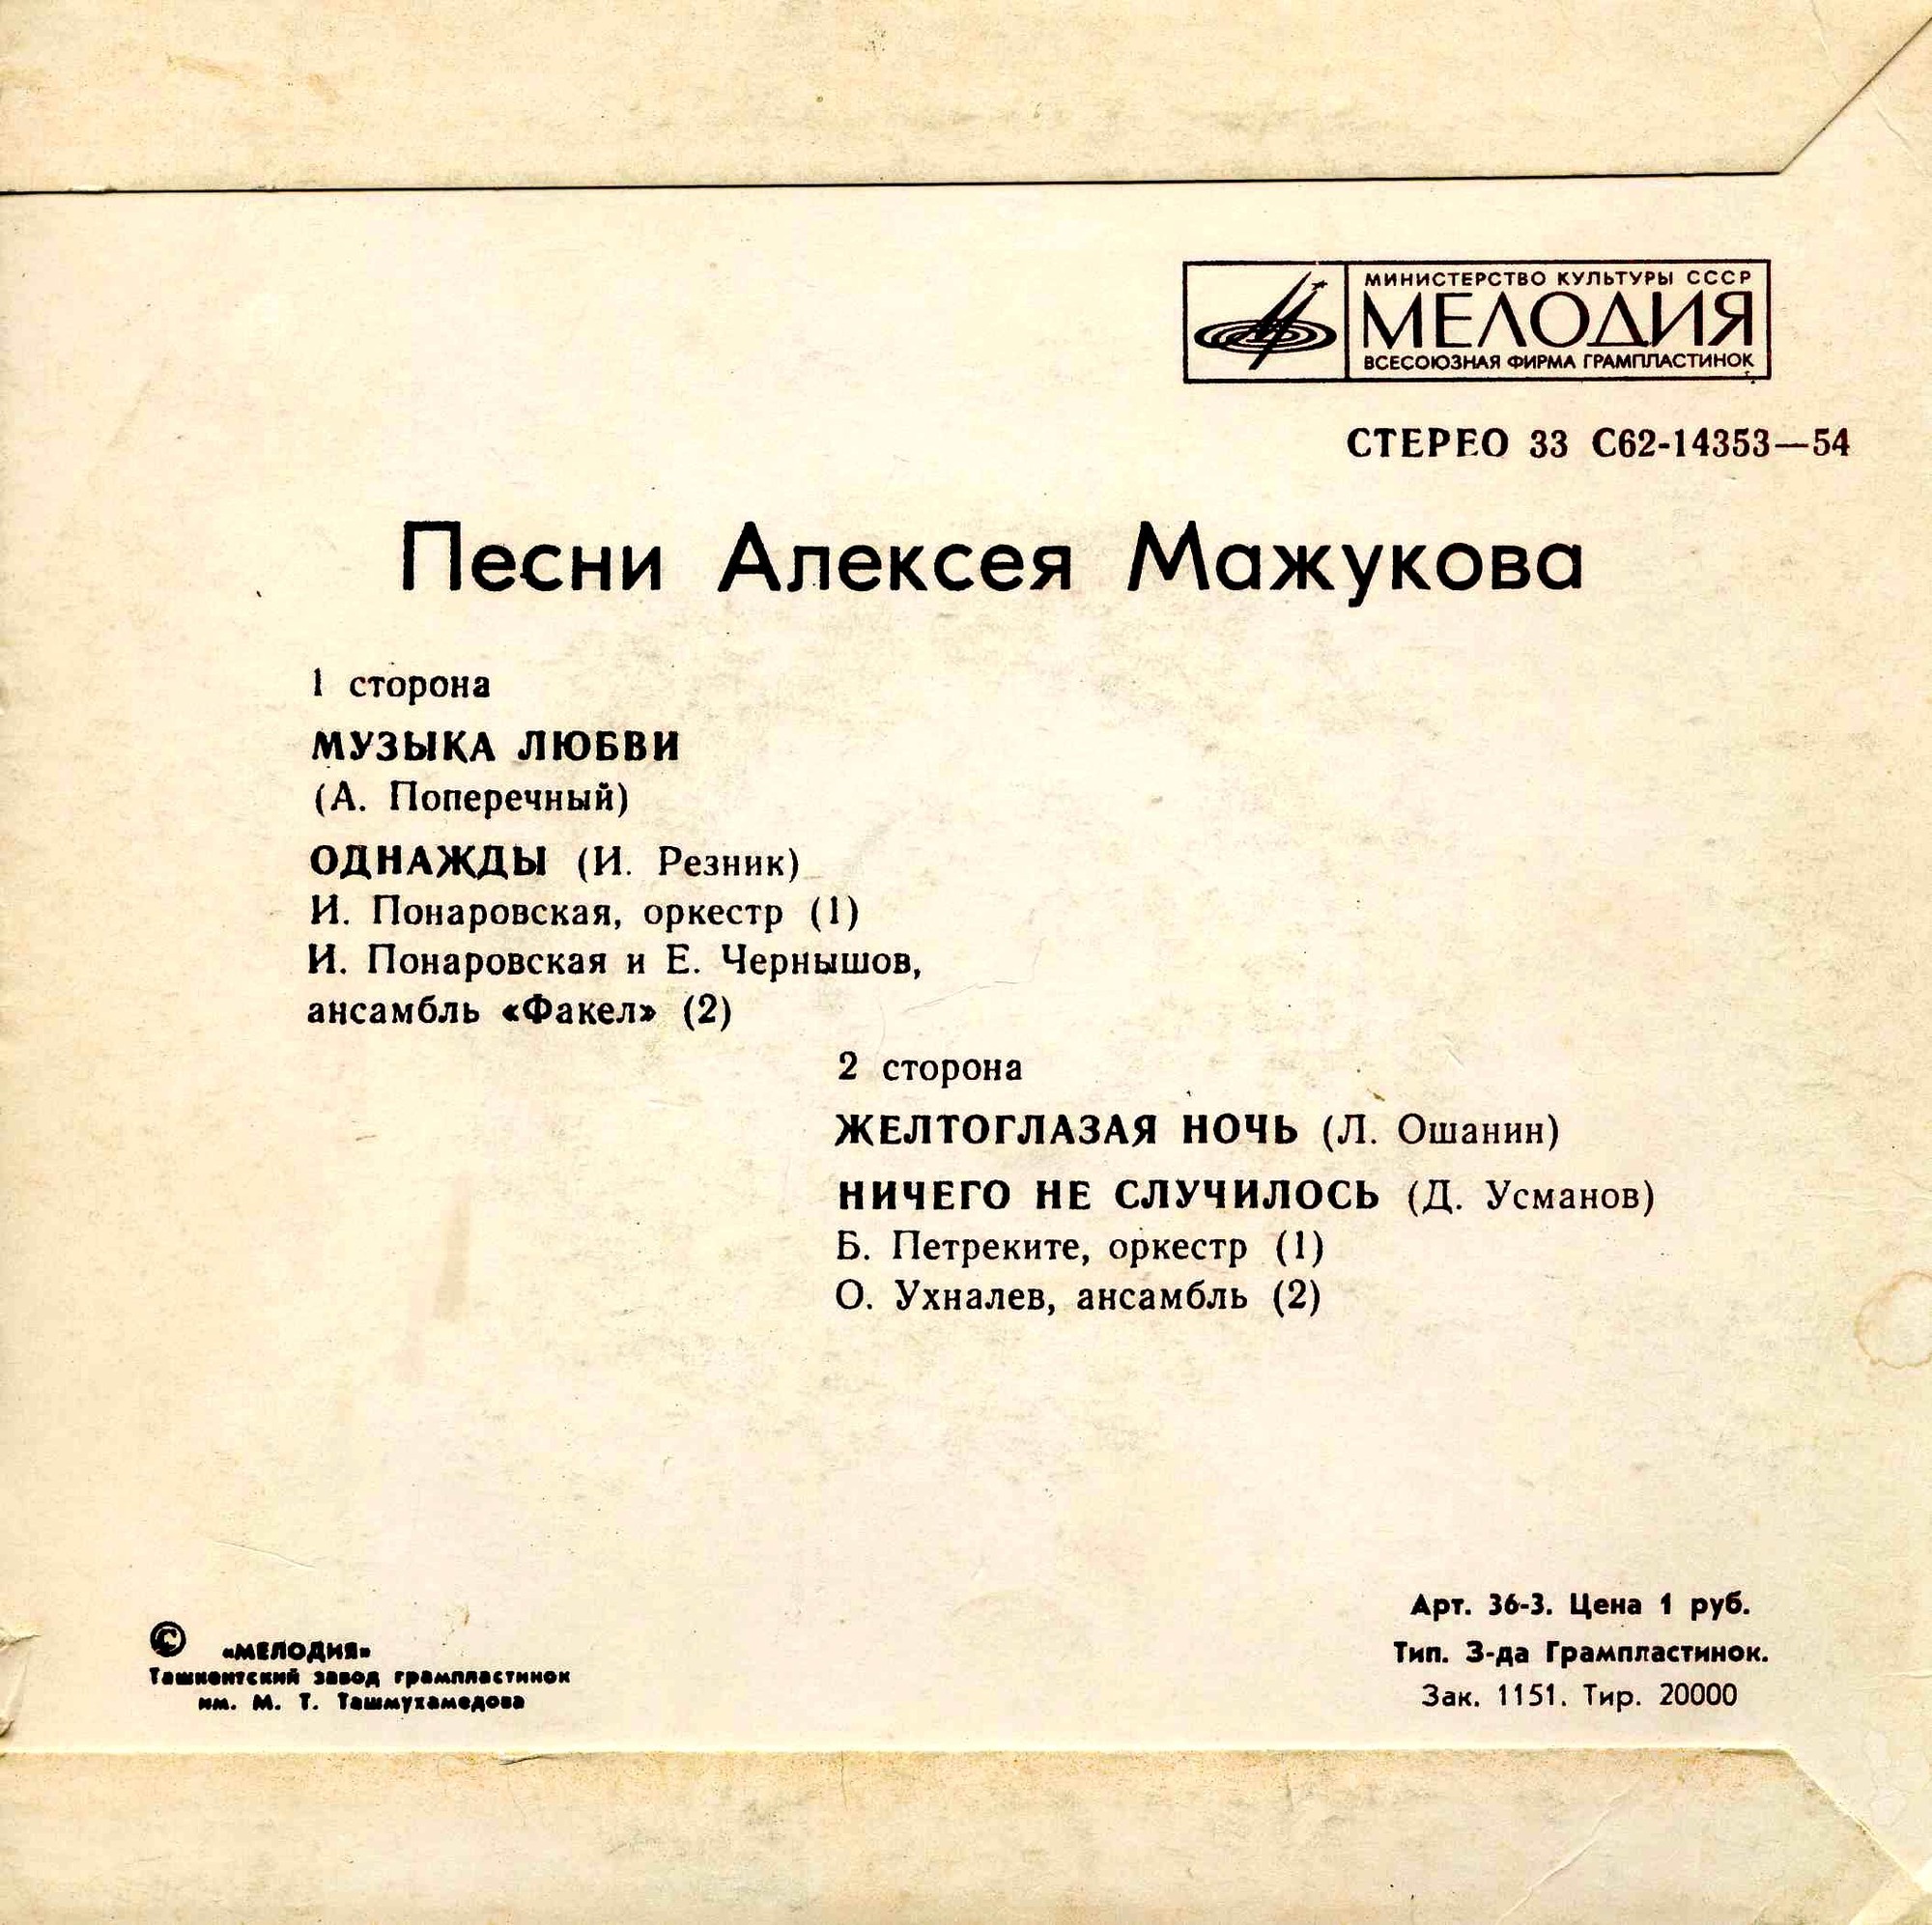 МИНИСТЕРСТВО КУЛЬТУРЫ СССР
МЕЛОДИЯ
ВСЕСОЮЗНАЯ ФИРМА ГРАМПЛАСТИНОК
СТЕРЕО 33 С62-14353—54
Песни Алексея Мажукова
1 сторона
МУЗЫКА ЛЮБВИ
(А. Поперечный)
ОДНАЖДЫ (И. Резник)
И. Понаровская, оркестр (1)
И. Понаровская и Е. Чернышов,
ансамбль «Факел» (2)
2 сторона
ЖЕЛТОГЛАЗАЯ НОЧЬ (Л. Ошанин)
НИЧЕГО НЕ СЛУЧИЛОСЬ (Д. Усманов)
Б. Петреките, оркестр (1)
О. Ухналев, ансамбль (2)
© «МЕЛОДИЯ»
Ташкентский завод грампластинок
им. М. Т. Ташмухамедова
Арт. 36-3. Цена 1 руб.
Тип. З-да Грампластинок.
Зак. 1151. Тир. 20000